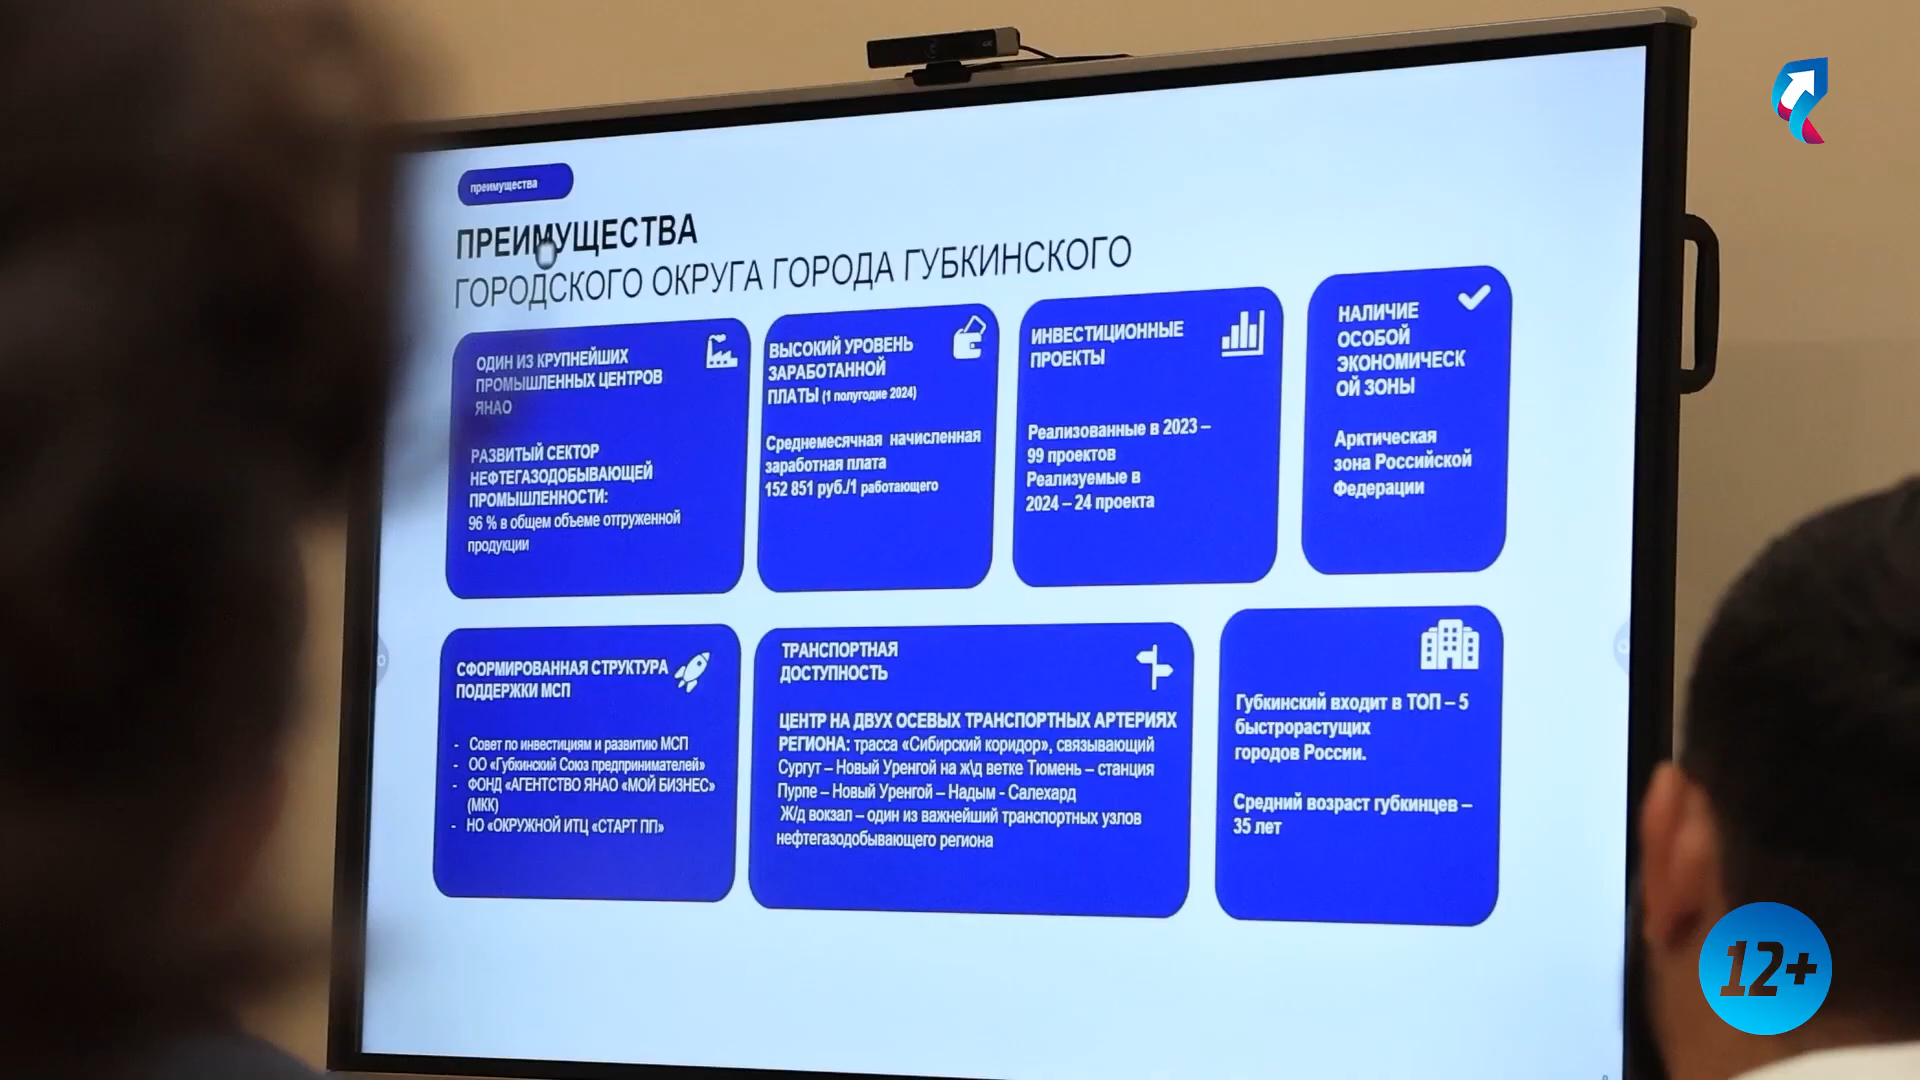 преимущества
ПРЕИМУЩЕСТВА
ГОРОДСКОГО ОКРУГА ГОРОДА ГУБКИНСКОГО
ОДИН ИЗ КРУПНЕЙШИХ
ПРОМЫШЛЕННЫХ ЦЕНТРОВ
ЯНАО
РАЗВИТЫЙ СЕКТОР
НЕФТЕГАЗОДОБЫВАЮЩЕЙ
ПРОМЫШЛЕННОСТИ:
96 % в общем объеме отгруженной
продукции
ВЫСОКИЙ УРОВЕНЬ
ЗАРАБОТАННОЙ
ПЛАТЫ (1 полугодие 2024)
Среднемесячная начисленная
заработная плата
152 851 руб./1 работающего
ИНВЕСТИЦИОННЫЕ
ПРОЕКТЫ
Реализованные в 2023 –
99 проектов
Реализуемые в
2024 – 24 проекта
НАЛИЧИЕ
ОСОБОЙ
ЭКОНОМИЧЕСК
ОЙ ЗОНЫ
Арктическая
зона Российской
Федерации
СФОРМИРОВАННАЯ СТРУКТУРА
ПОДДЕРЖКИ МСП
- Совет по инвестициям и развитию МСП
- ОО «Губкинский Союз предпринимателей»
- ФОНД «АГЕНТСТВО ЯНАО «МОЙ БИЗНЕС»
(МКК)
- НО «ОКРУЖНОЙ ИТЦ «СТАРТ ПП»
ТРАНСПОРТНАЯ
ДОСТУПНОСТЬ
ЦЕНТР НА ДВУХ ОСЕВЫХ ТРАНСПОРТНЫХ АРТЕРИЯХ
РЕГИОНА: трасса «Сибирский коридор», связывающий
Сургут – Новый Уренгой на ж\д ветке Тюмень – станция
Пурпе – Новый Уренгой – Надым - Салехард
Ж/д вокзал – один из важнейший транспортных узлов
нефтегазодобывающего региона
Губкинский входит в ТОП – 5
быстрорастущих
городов России.
Средний возраст губкинцев –
35 лет
12+